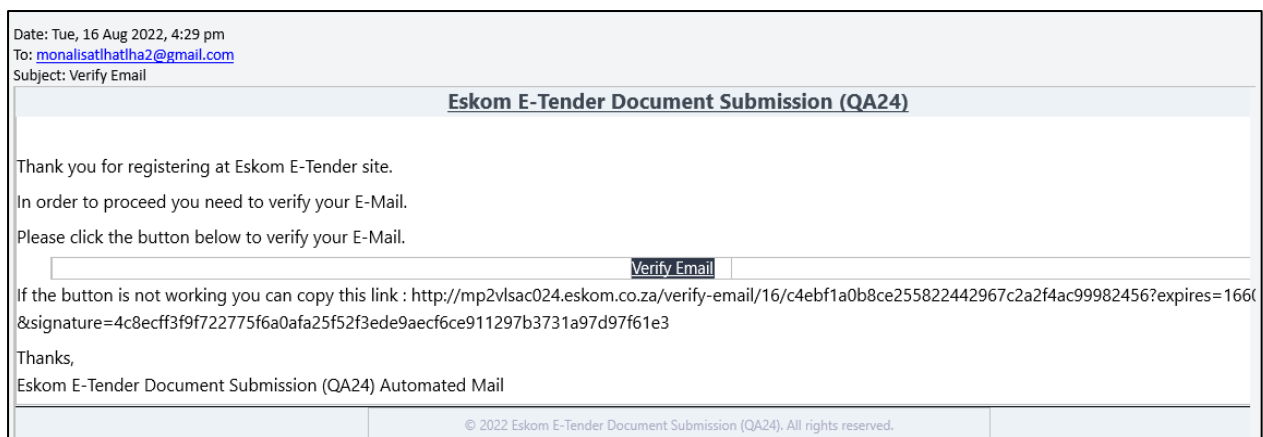 Date: Tue, 16 Aug 2022, 4:29 pm
To: monalisatlhatlha2@gmail.com
Subject: Verify Email
Eskom E-Tender Document Submission (QA24)
Thank you for registering at Eskom E-Tender site.
In order to proceed you need to verify your E-Mail.
Please click the button below to verify your E-Mail.
Verify Email
If the button is not working you can copy this link : http://mp2vlsac024.eskom.co.za/verify-email/16/c4ebf1a0b8ce255822442967c2a2f4ac99982456?expires=1660
&signature=4c8ecff3f9f722775f6a0afa25f52f3ede9aecf6ce911297b3731a97d97f61e3
Thanks,
Eskom E-Tender Document Submission (QA24) Automated Mail
© 2022 Eskom E-Tender Document Submission (QA24). All rights reserved.